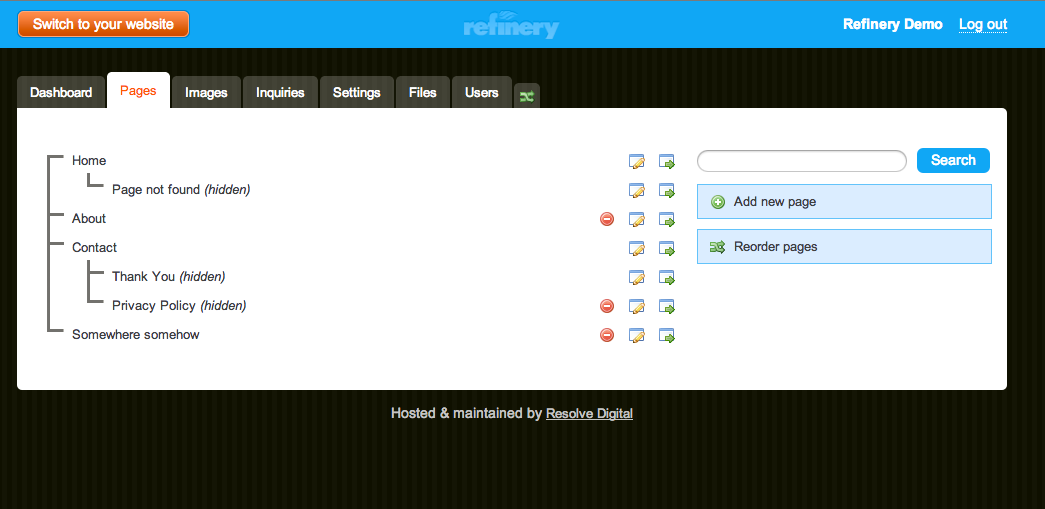 Switch to your website
refinery
Refinery Demo Log out
Dashboard Pages Images Inquiries Settings Files Users
Home
Page not found (hidden)
About
Contact
Thank You (hidden)
Privacy Policy (hidden)
Somewhere somehow
Search
Add new page
Reorder pages
Hosted & maintained by Resolve Digital